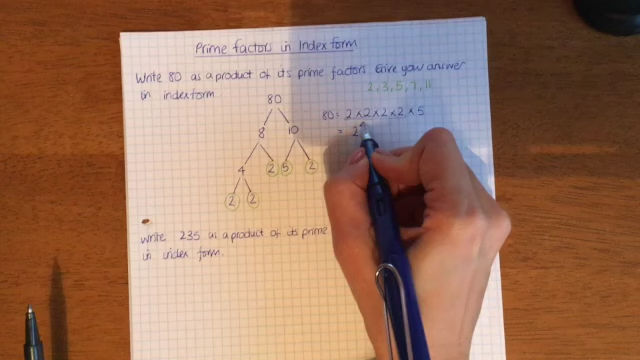 Prime factors in Index form
Write 80 as a product of its prime factors Give your answer
in index form.
2, 3, 5, 7, 11
80
8 10
4 2 5 2
2 2
80 = 2 × 2 × 2 × 2 × 5
= 2
Write 235 as a product of its prime
in index form.